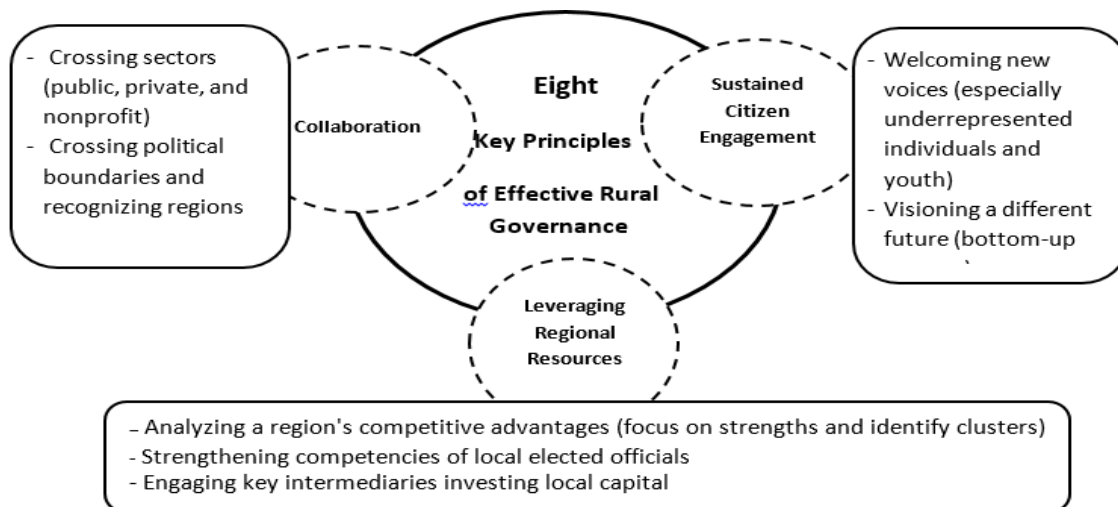 Eight
Key Principles
of Effective Rural
Governance
- Crossing sectors
(public, private, and
nonprofit)
- Crossing political
boundaries and
recognizing regions
Collaboration
Sustained
Citizen
Engagement
- Welcoming new
voices (especially
underrepresented
individuals and
youth)
- Visioning a different
future (bottom-up
Leveraging
Regional
Resources
- Analyzing a region's competitive advantages (focus on strengths and identify clusters)
- Strengthening competencies of local elected officials
- Engaging key intermediaries investing local capital